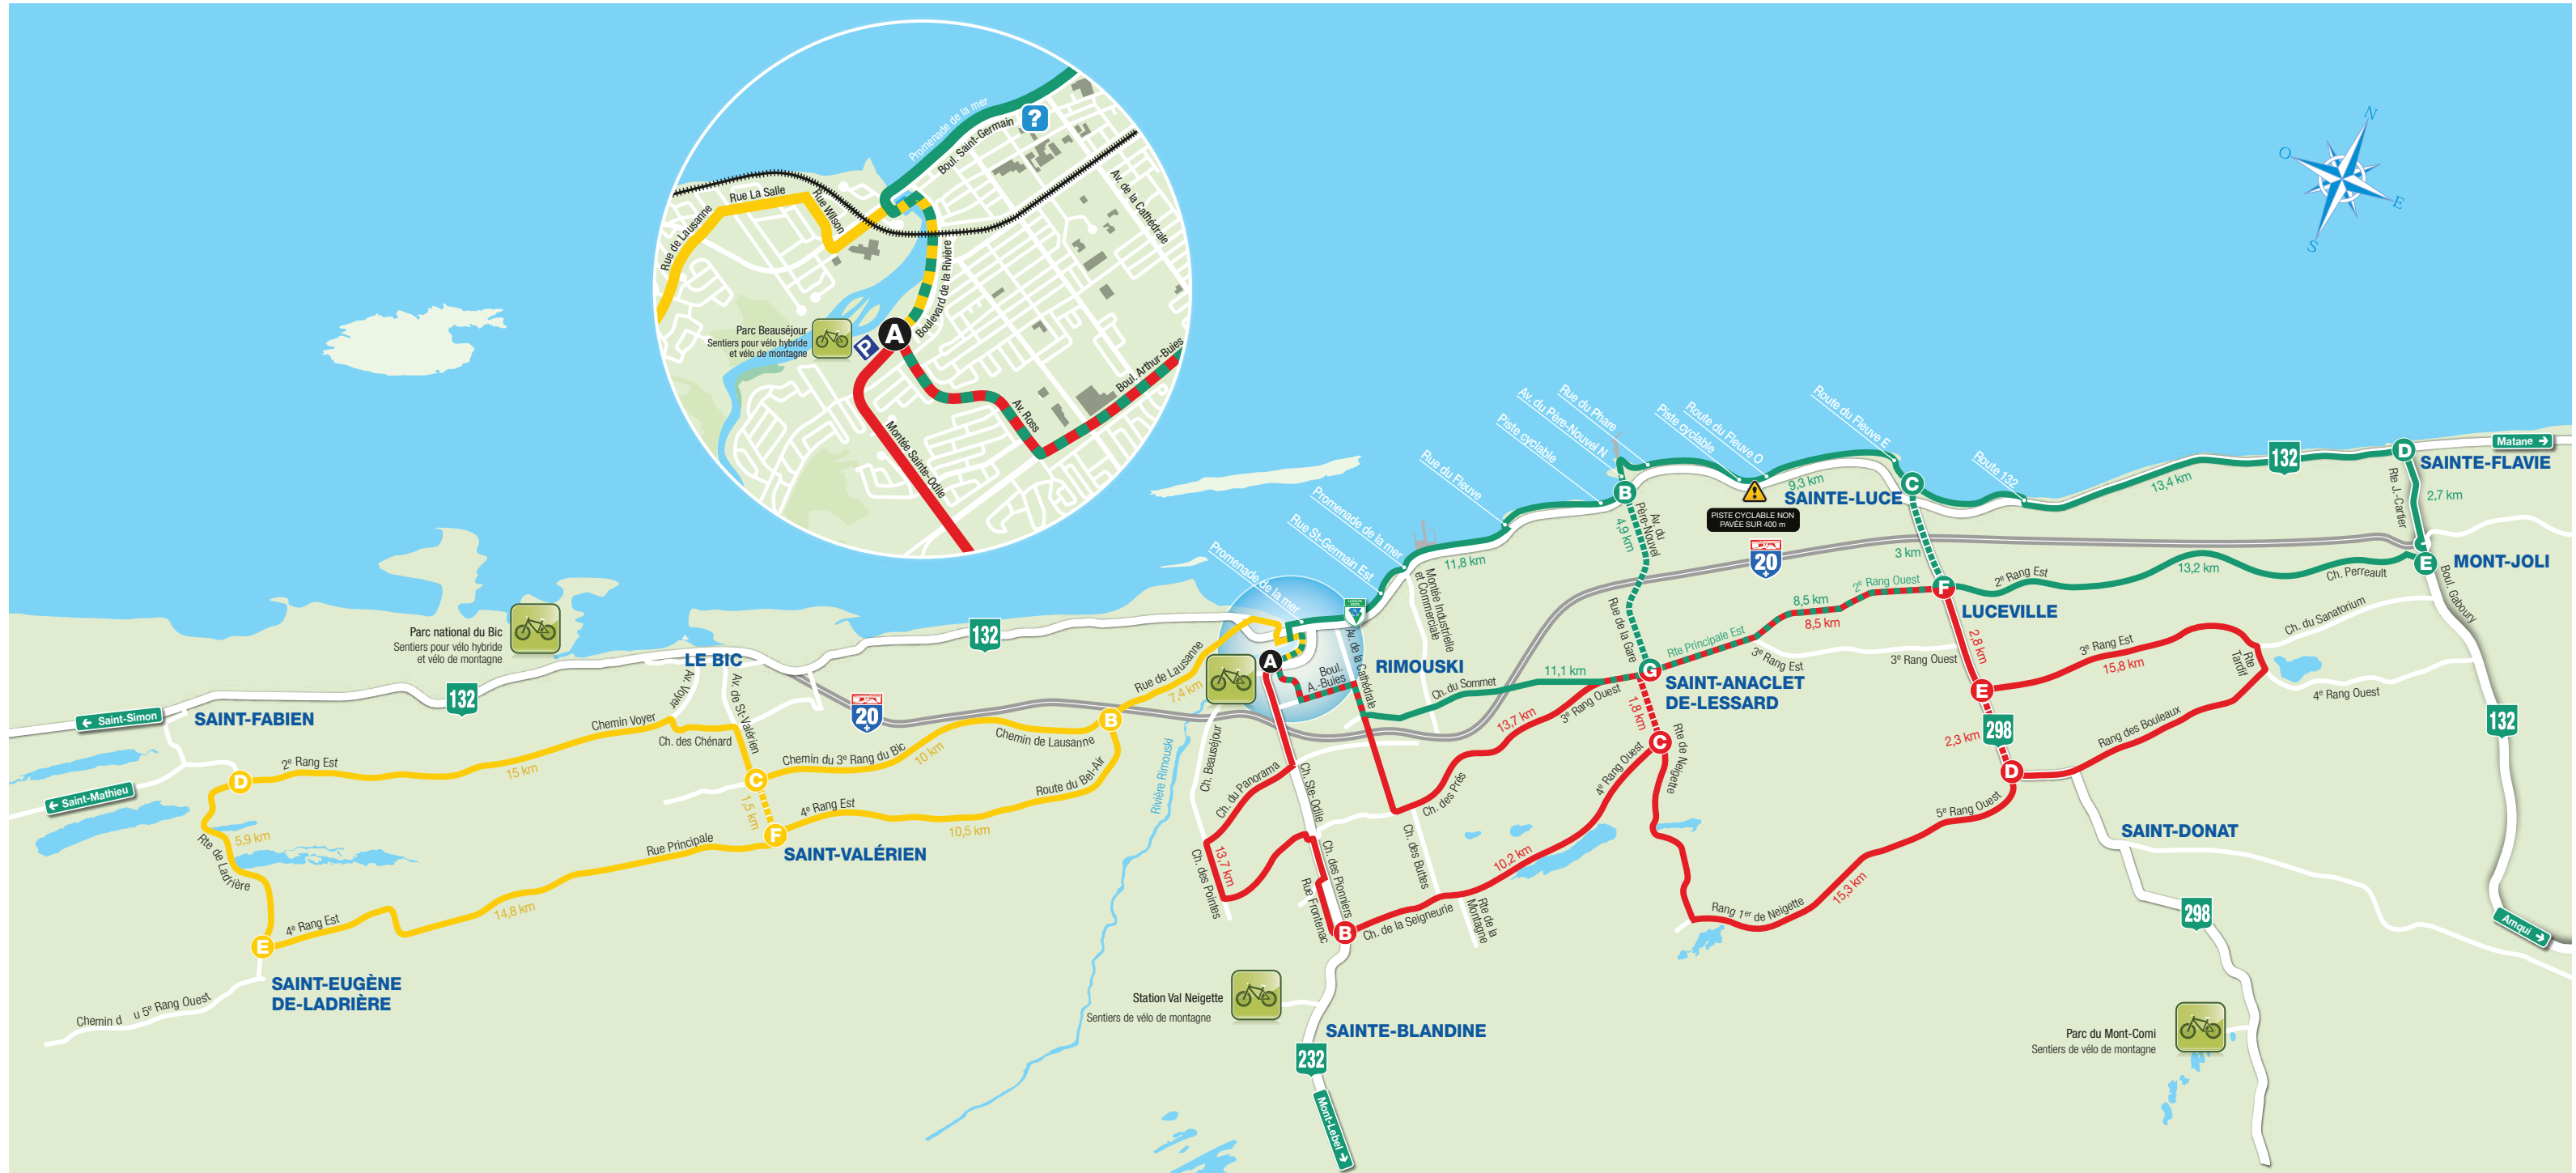 N
O
E
S
Promenade de la mer
Boul. Saint-Germain
?
Av. de la Cathédrale
Rue La Salle
Rue Wilson
Rue de Lausanne
Boulevard de la Rivière
Parc Beauséjour
Sentiers pour vélo hybride
et vélo de montagne
P
A
Av. Ross
Boul. Arthur-Buies
Montée Sainte-Odile
Parc national du Bic
Sentiers pour vélo hybride
et vélo de montagne
LE BIC
132
132
20
Saint-Simon
SAINT-FABIEN
Saint-Mathieu
D
2e Rang Est
15 km
Chemin Voyer
Av. Voyer
Ch. des Chénard
Av. de St-Valérien
C
Chemin du 3e Rang du Bic
10 km
Chemin de Lausanne
B
Rue de Lausanne
7,4 km
1,5 km
F
4e Rang Est
10,5 km
Route du Bel-Air
SAINT-VALÉRIEN
Rue Principale
14,8 km
4e Rang Est
E
5,9 km
Rte de Ladrière
SAINT-EUGÈNE
DE-LADRIÈRE
Chemin d u 5e Rang Ouest
Rivière Rimouski
Promenade de la mer
Rue St-Germain Est
Promenade de la mer
Rue du Fleuve
Piste cyclable
Av. du Père-Nouvel N
Rue du Phare
Piste cyclable
Route du Fleuve O
Route du Fleuve E
Route 132
A
RIMOUSKI
Boul.
A.-Buies
Av. de la Cathédrale
Montée Industrielle
et Commerciale
11,8 km
B
4,9 km
Av. du
Père-Nouvel
Rue de la Gare
PISTE CYCLABLE NON
PAVÉE SUR 400 m
9,3 km
SAINTE-LUCE
C
20
3 km
13,4 km
132
D
Matane
SAINTE-FLAVIE
2,7 km
Rte J.-Cartier
E
MONT-JOLI
Boul. Gaboury
Ch. Perreault
13,2 km
2e Rang Est
F
LUCEVILLE
2e Rang Ouest
8,5 km
8,5 km
Rte Principale Est
3e Rang Est
3e Rang Ouest
2,8 km
G
SAINT-ANACLET
DE-LESSARD
11,1 km
Ch. du Sommet
3e Rang Ouest
13,7 km
Ch. des Prés
1,8 km
C
Rte de Neigette
4e Rang Ouest
10,2 km
Ch. de la Seigneurie
Ch. des Buttes
Rte de la
Montagne
Ch. Beauséjour
Ch. du Panorama
Ch. Ste-Odile
13,7 km
Ch. des Pointes
Ch. des Pionniers
Rue Frontenac
B
Rang 1er de Neigette
15,3 km
5e Rang Ouest
D
2,3 km
298
E
3e Rang Est
15,8 km
Rte
Tardif
Rang des Bouleaux
Ch. du Sanatorium
4e Rang Ouest
132
Amqui
SAINT-DONAT
298
Station Val Neigette
Sentiers de vélo de montagne
SAINTE-BLANDINE
232
Mont-Lebel
Parc du Mont-Comi
Sentiers de vélo de montagne